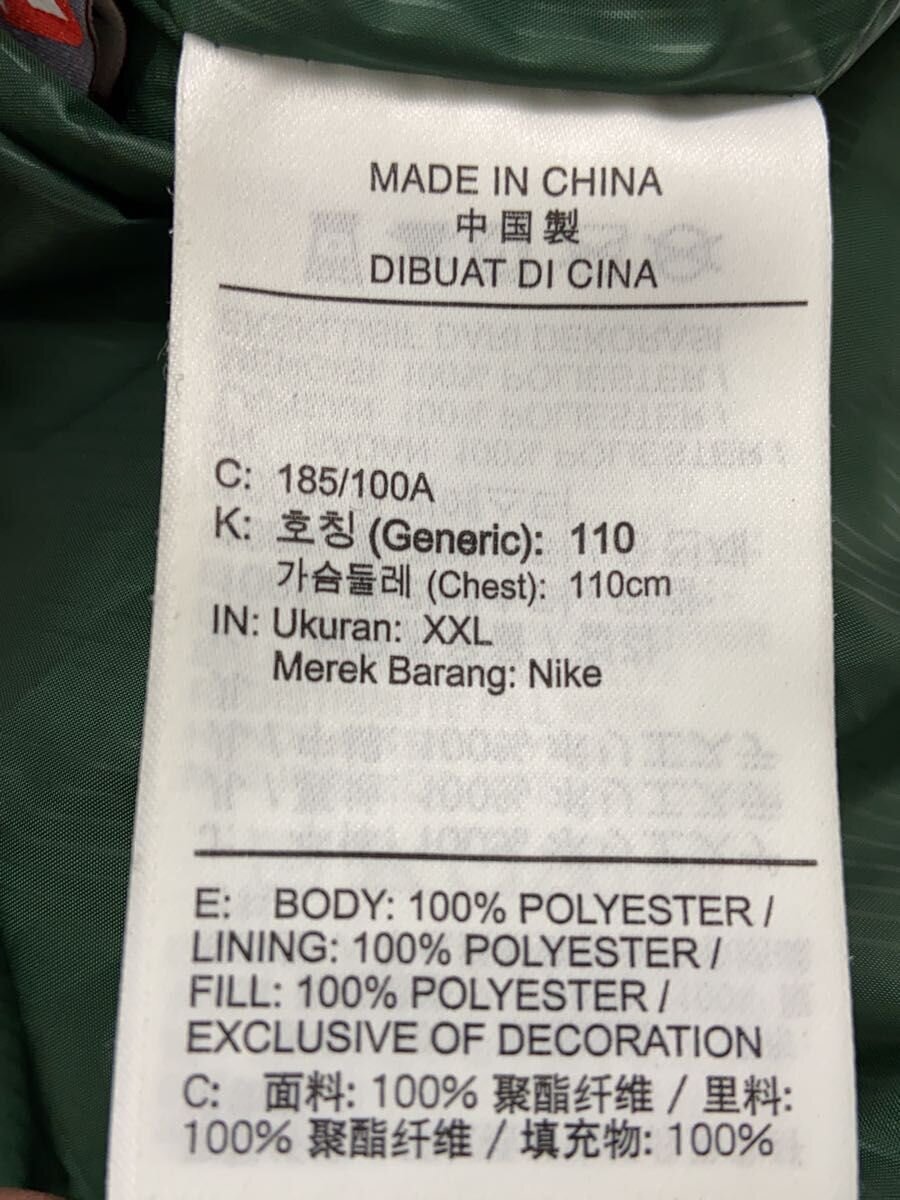 MADE IN CHINA
中国製
DIBUAT DI CINA
C: 185/100A
K: 호칭 (Generic): 110
가슴둘레 (Chest): 110cm
IN: Ukuran: XXL
Merek Barang: Nike
E: BODY: 100% POLYESTER /
LINING: 100% POLYESTER /
FILL: 100% POLYESTER /
EXCLUSIVE OF DECORATION
C: 面料: 100% 聚酯纤维 / 里料:
100% 聚酯纤维 / 填充物: 100%